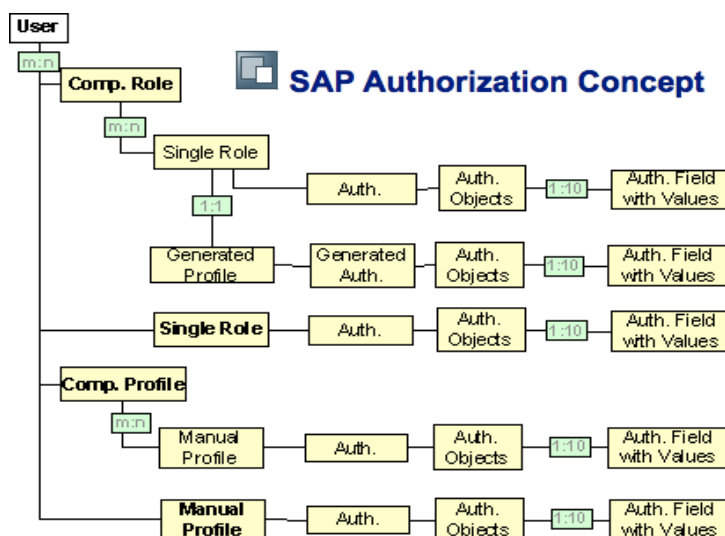 User
m:n
Comp. Role
SAP Authorization Concept
m:n
Single Role
Auth.
Auth.
Objects
1:10
Auth. Field
with Values
1:1
Generated
Profile
Generated
Auth.
Auth.
Objects
1:10
Auth. Field
with Values
Single Role
Auth.
Auth.
Objects
1:10
Auth. Field
with Values
Comp. Profile
m:n
Manual
Profile
Auth.
Auth.
Objects
1:10
Auth. Field
with Values
Manual
Profile
Auth.
Auth.
Objects
1:10
Auth. Field
with Values